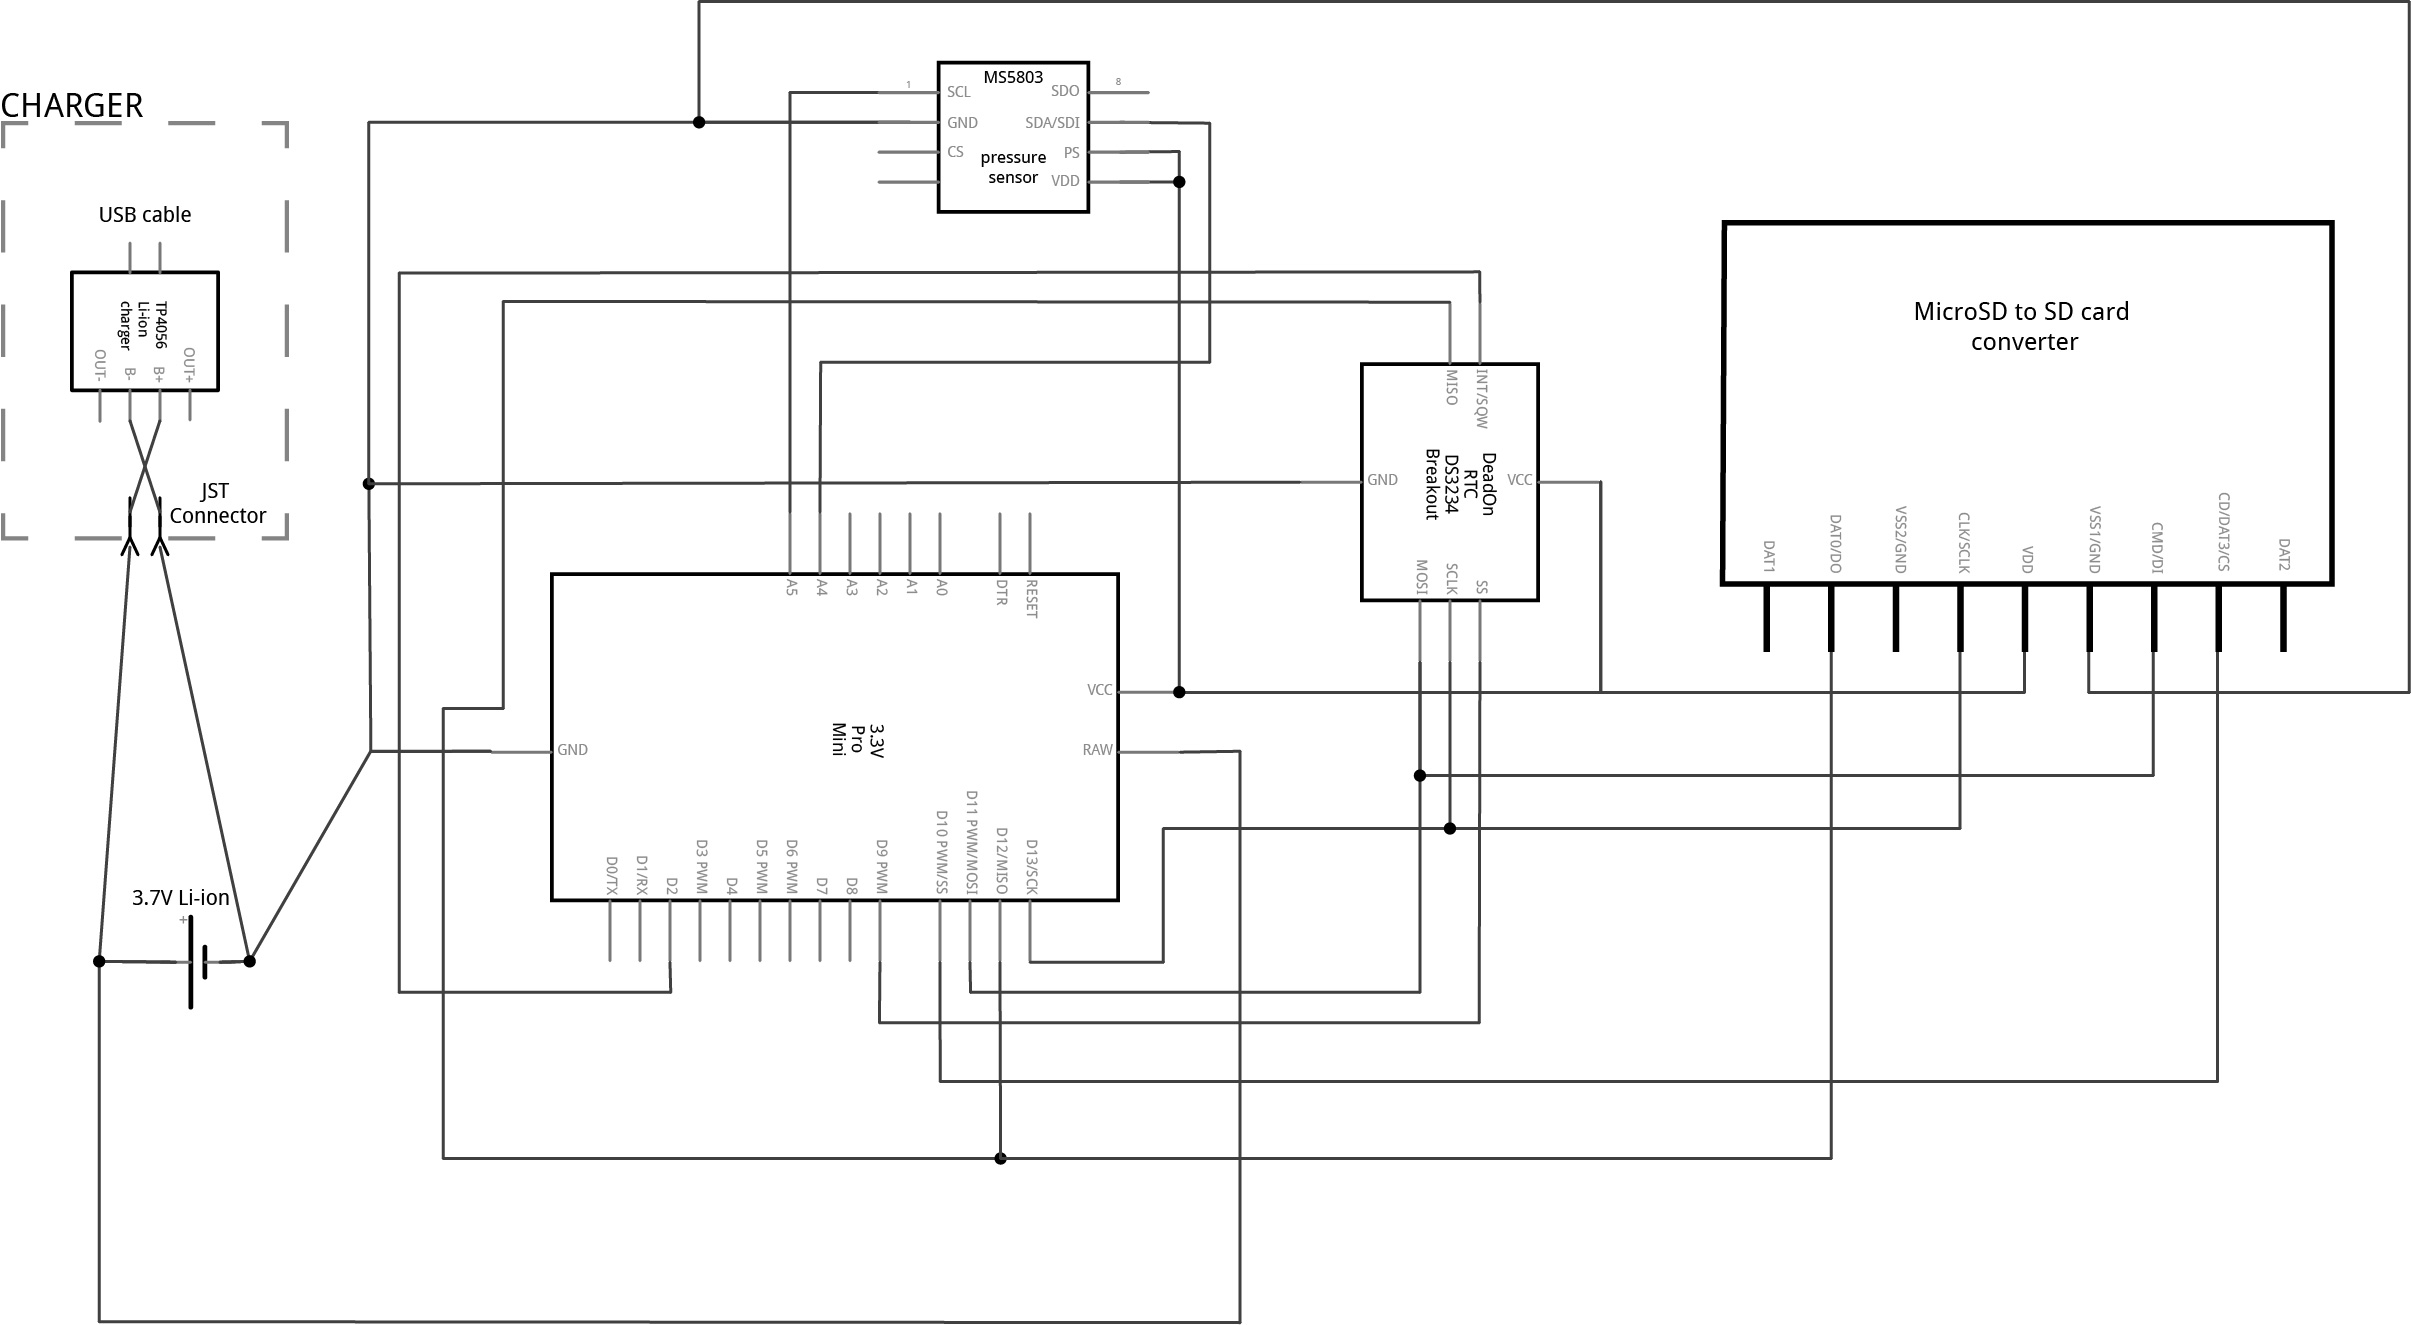 CHARGER
USB cable
TP4056
Li-ion
charger
OUT-
B-
B+
OUT+
JST
Connector
3.7V Li-ion
+
MS5803
pressure
sensor
1
8
SCL
GND
CS
SDO
SDA/SDI
PS
VDD
3.3V
Pro
Mini
A5
A4
A3
A2
A1
A0
DTR
RESET
VCC
RAW
GND
D0/TX
D1/RX
D2
D3 PWM
D4
D5 PWM
D6 PWM
D7
D8
D9 PWM
D10 PWM/SS
D11 PWM/MOSI
D12/MISO
D13/SCK
MISO
INT/SQW
GND
DeadOn
RTC
DS3234
Breakout
VCC
MOSI
SCLK
SS
MicroSD to SD card
converter
DAT1
DAT0/DO
VSS2/GND
CLK/SCLK
VDD
VSS1/GND
CMD/DI
CD/DAT3/CS
DAT2